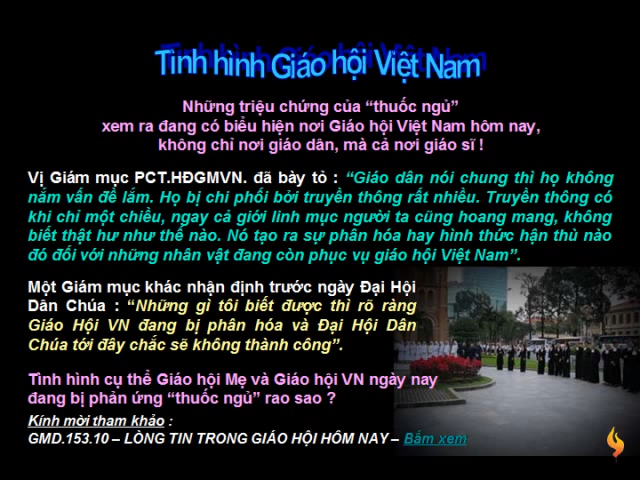 Tình hình Giáo hội Việt Nam
Những triệu chứng của “thuốc ngủ”
xem ra đang có biểu hiện nơi Giáo hội Việt Nam hôm nay,
không chỉ nơi giáo dân, mà cả nơi giáo sĩ !
Vị Giám mục PCT.HĐGMVN. đã bày tỏ : “Giáo dân nói chung thì họ không
nắm vấn đề lắm. Họ bị chi phối bởi truyền thông rất nhiều. Truyền thông có
khi chỉ một chiều, ngay cả giới linh mục người ta cũng hoang mang, không
biết thật hư như thế nào. Nó tạo ra sự phân hóa hay hình thức hận thù nào
đó đối với những nhân vật đang còn phục vụ giáo hội Việt Nam”.
Một Giám mục khác nhận định trước ngày Đại Hội
Dân Chúa : “Những gì tôi biết được thì rõ ràng
Giáo Hội VN đang bị phân hóa và Đại Hội Dân
Chúa tới đây chắc sẽ không thành công”.
Tình hình cụ thể Giáo hội Mẹ và Giáo hội VN ngày nay
đang bị phản ứng “thuốc ngủ” rao sao ?
Kính mời tham khảo :
GMD.153.10 – LÒNG TIN TRONG GIÁO HỘI HÔM NAY – Bấm xem